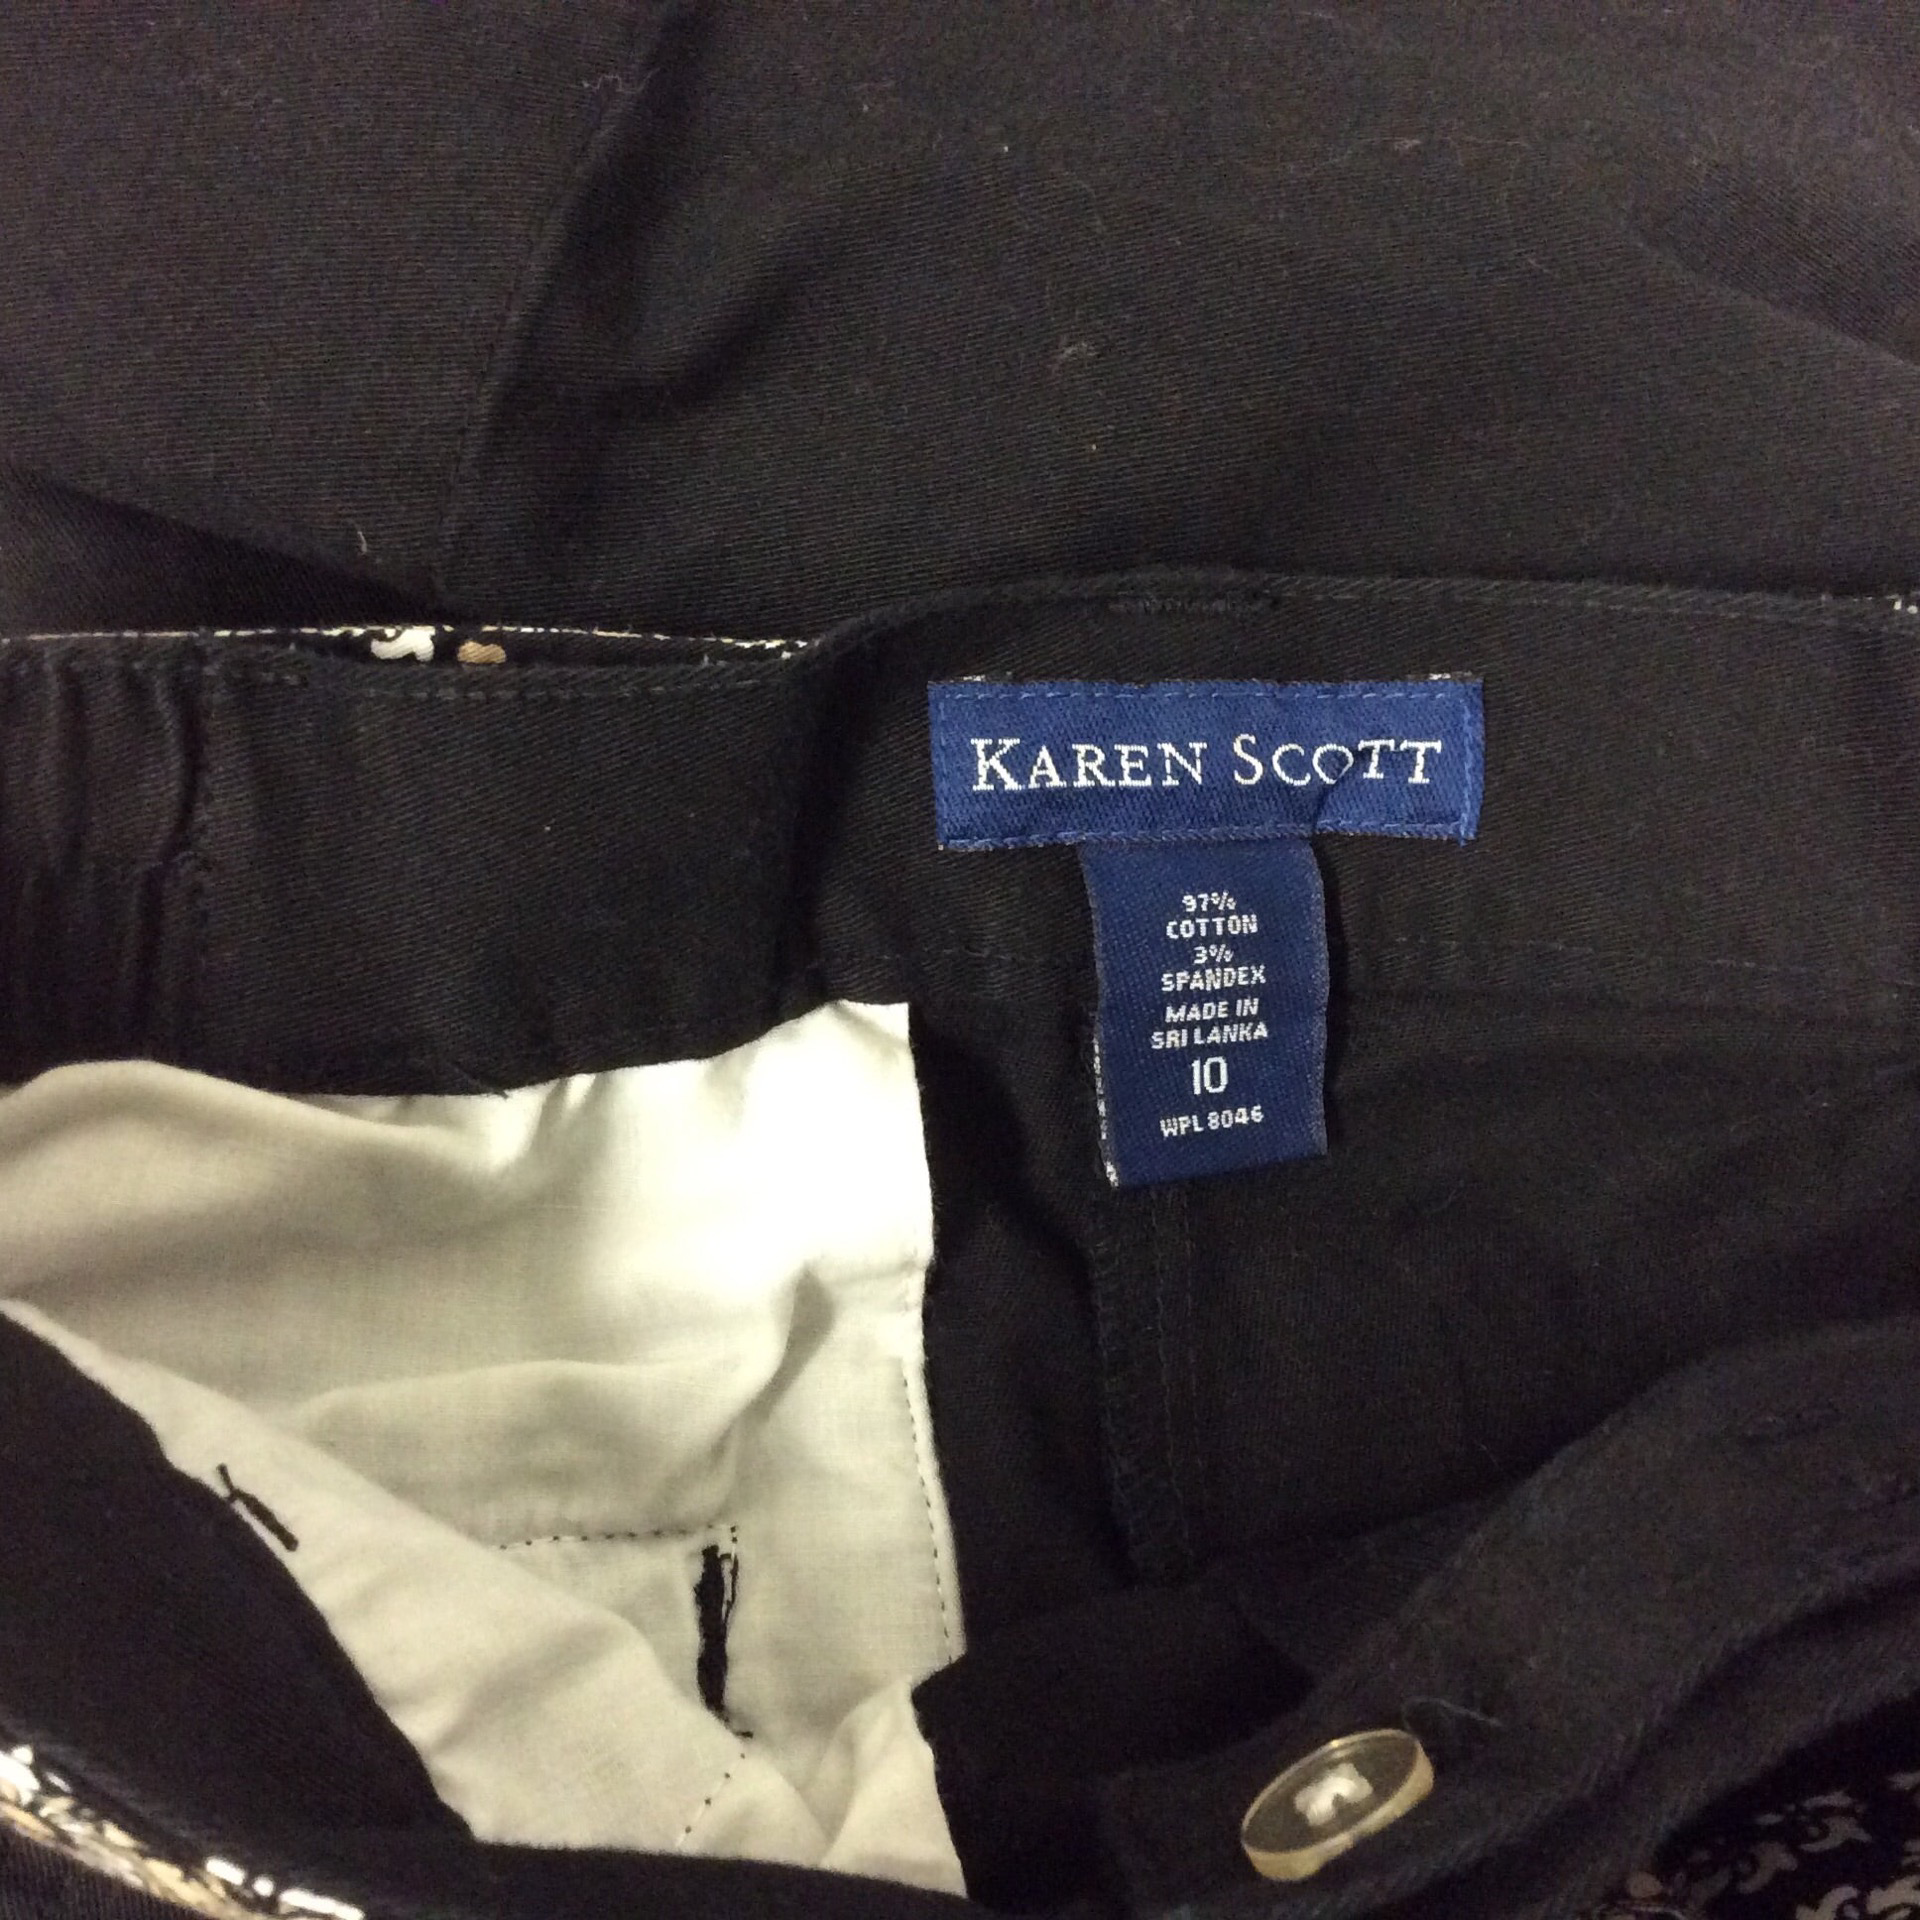 KAREN SCOTT
97%
COTTON
3%
SPANDEX
MADE IN
SRI LANKA
10
WPL 8046